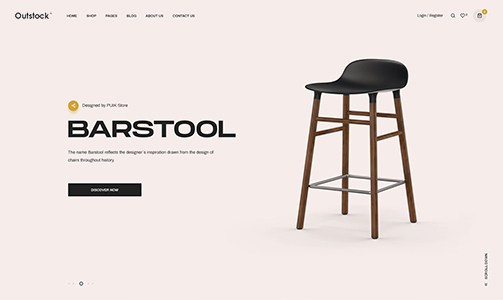 Outstock
HOME SHOP PAGES BLOG ABOUT US CONTACT US
Login / Register
0
Designed by PUIK Store
BARSTOOL
The name Barstool reflects the designer's inspiration drawn from the design of
chairs throughout history.
DISCOVER NOW
SCROLL DOWN